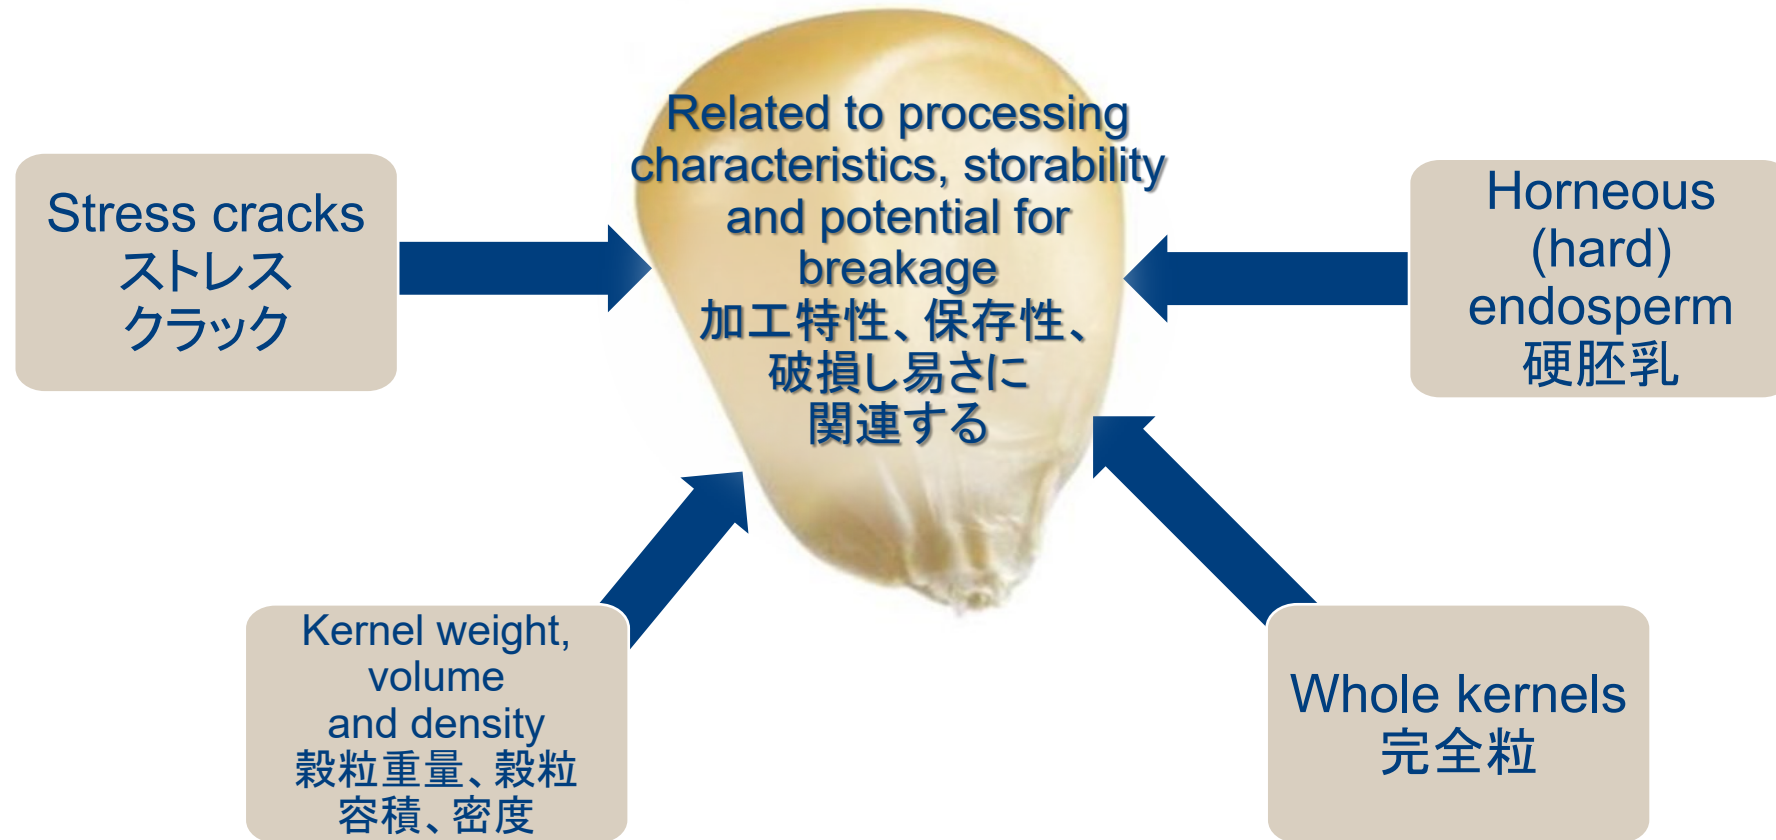 Related to processing
characteristics, storability
and potential for
breakage
加工特性、保存性、
破損し易さに
関連する
Stress cracks
ストレス
クラック
Horneous
(hard)
endosperm
硬胚乳
Kernel weight,
volume
and density
穀粒重量、穀粒
容積、密度
Whole kernels
完全粒